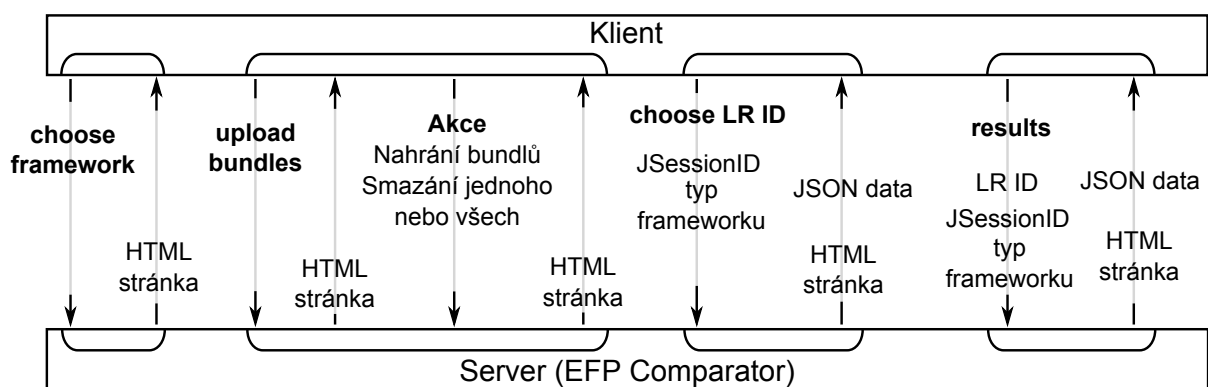 Klient
choose
framework
HTML
stránka
upload
bundles
HTML
stránka
Akce
Nahrání bundlů
Smazání jednoho
nebo všech
HTML
stránka
choose LR ID
JSessionID
typ
frameworku
JSON data
HTML
stránka
results
LR ID
JSessionID
typ
frameworku
JSON data
HTML
stránka
Server (EFP Comparator)